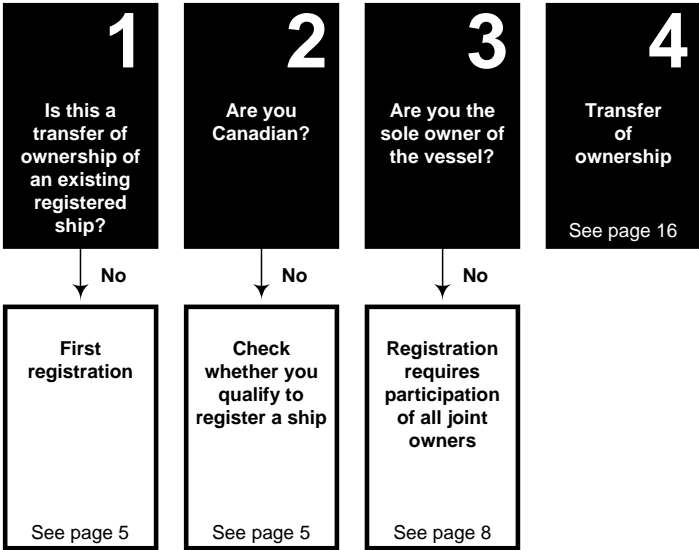 1
Is this a
transfer of
ownership of
an existing
registered
ship?
No
First
registration
See page 5
2
Are you
Canadian?
No
Check
whether you
qualify to
register a ship
See page 5
3
Are you the
sole owner of
the vessel?
No
Registration
requires
participation
of all joint
owners
See page 8
4
Transfer
of
ownership
See page 16